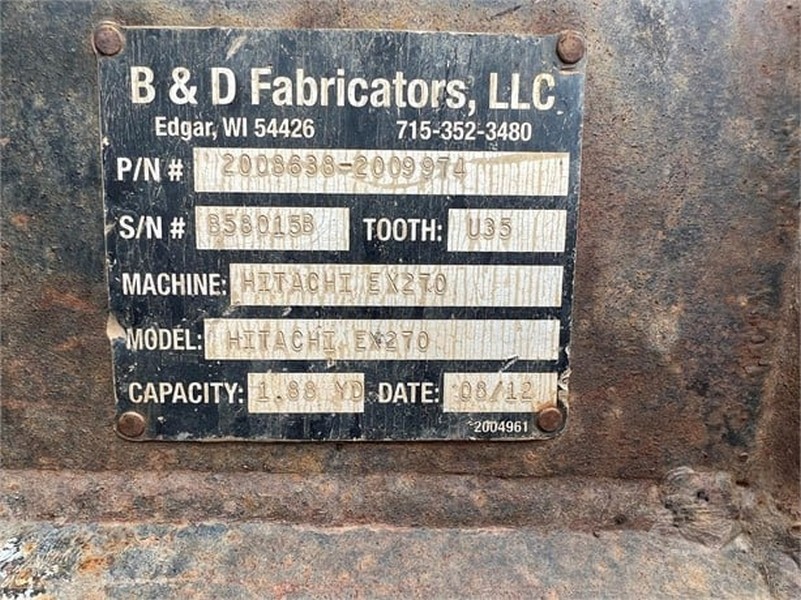 B & D Fabricators, LLC
Edgar, WI 54426 715-352-3480
P/N # 2008638-2009974
S/N # B58015B TOOTH: U35
MACHINE: HITACHI EX270
MODEL: HITACHI EX270
CAPACITY: 1.88 YD DATE: 08/12
2004961